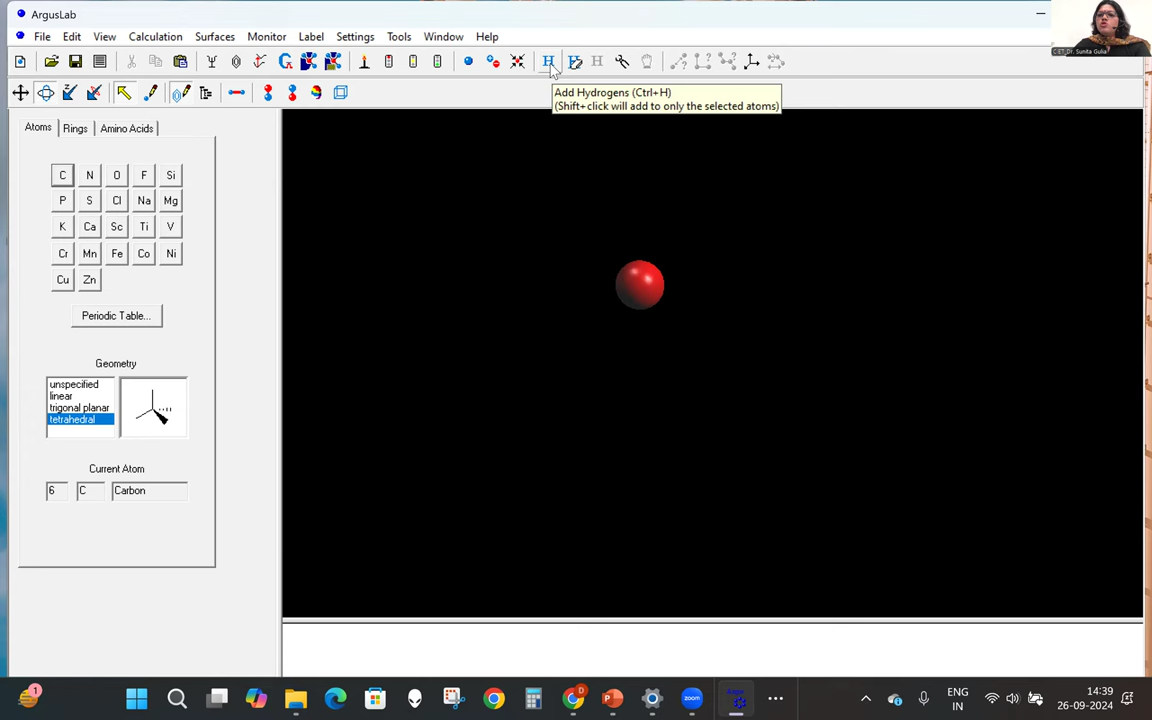 ArgusLab
File Edit View Calculation Surfaces Monitor Label Settings Tools Window Help
H H H
Add Hydrogens (Ctrl+H)
(Shift+click will add to only the selected atoms)
Atoms Rings Amino Acids
C N O F Si
P S Cl Na Mg
K Ca Sc Ti V
Cr Mn Fe Co Ni
Cu Zn
Periodic Table...
Geometry
unspecified
linear
trigonal planar
tetrahedral
Current Atom
6 C Carbon
1
ENG
IN
14:39
26-09-2024